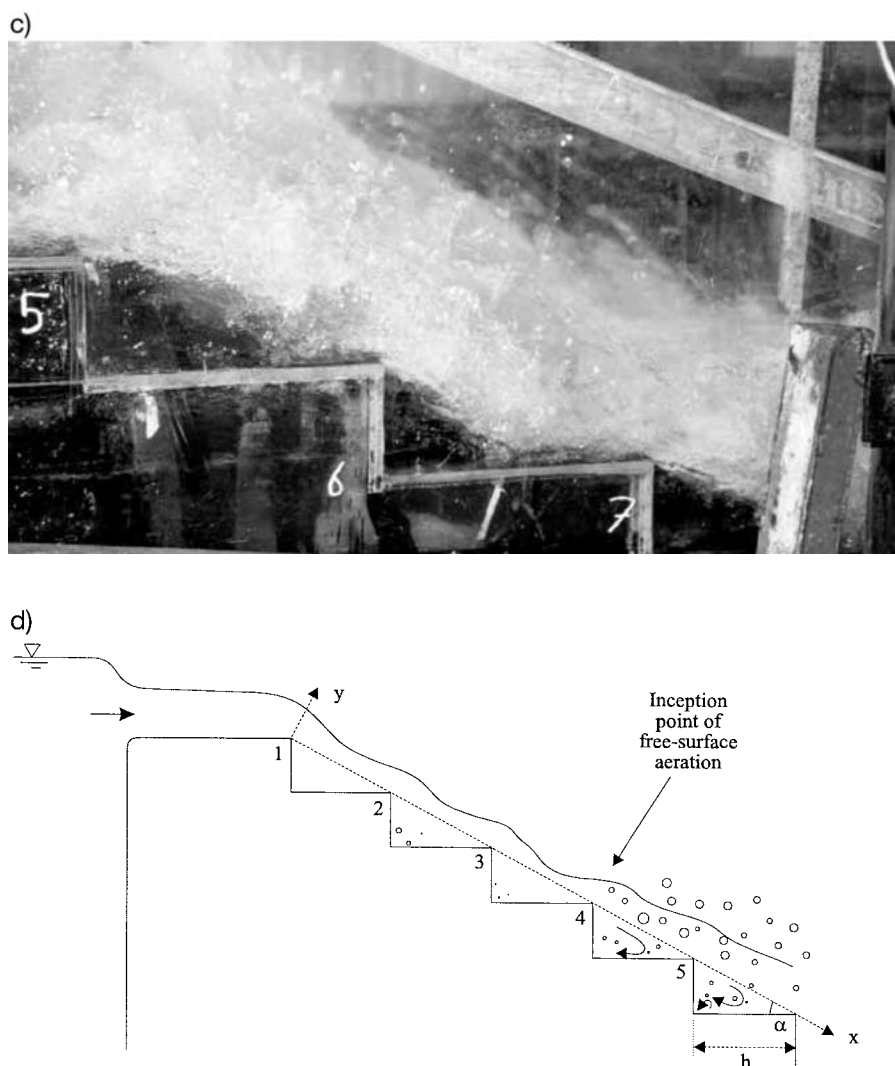 c)
5
6
7
d)
y
Inception
point of
free-surface
aeration
1
2
3
4
5
α
x
h